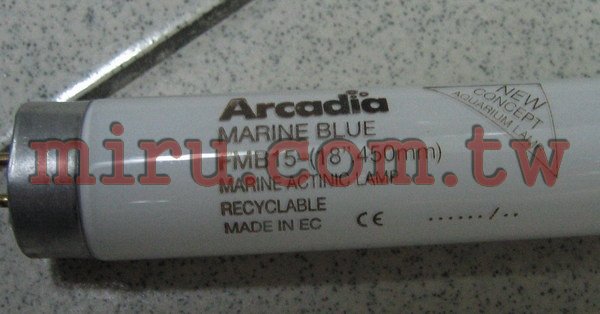 Arcadia
MARINE BLUE
FMB15 (18" 450mm)
MARINE ACTINIC LAMP
RECYCLABLE
MADE IN EC CE
NEW
CONCEPT
AQUARIUM LAMP
miru.com.tw